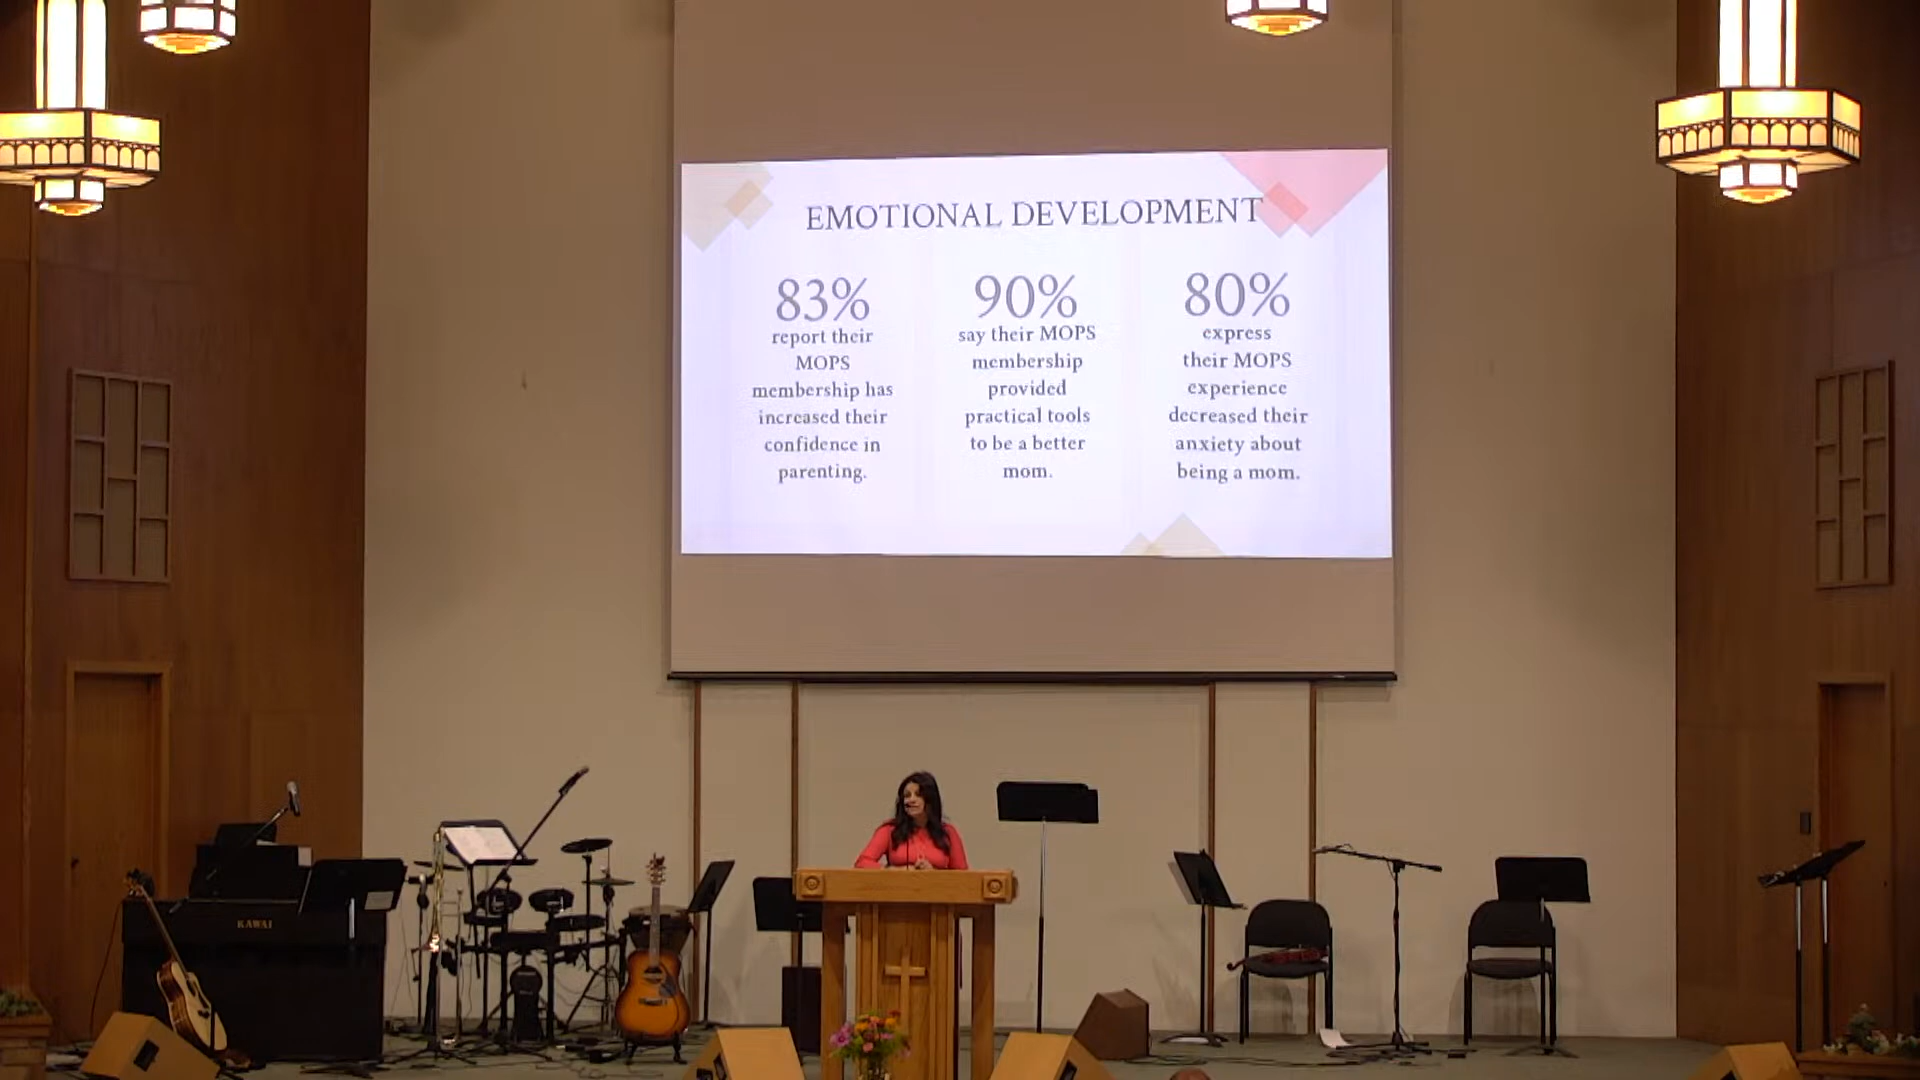 EMOTIONAL DEVELOPMENT
83%
report their
MOPS
membership has
increased their
confidence in
parenting.
90%
say their MOPS
membership
provided
practical tools
to be a better
mom.
80%
express
their MOPS
experience
decreased their
anxiety about
being a mom.
KAWAI